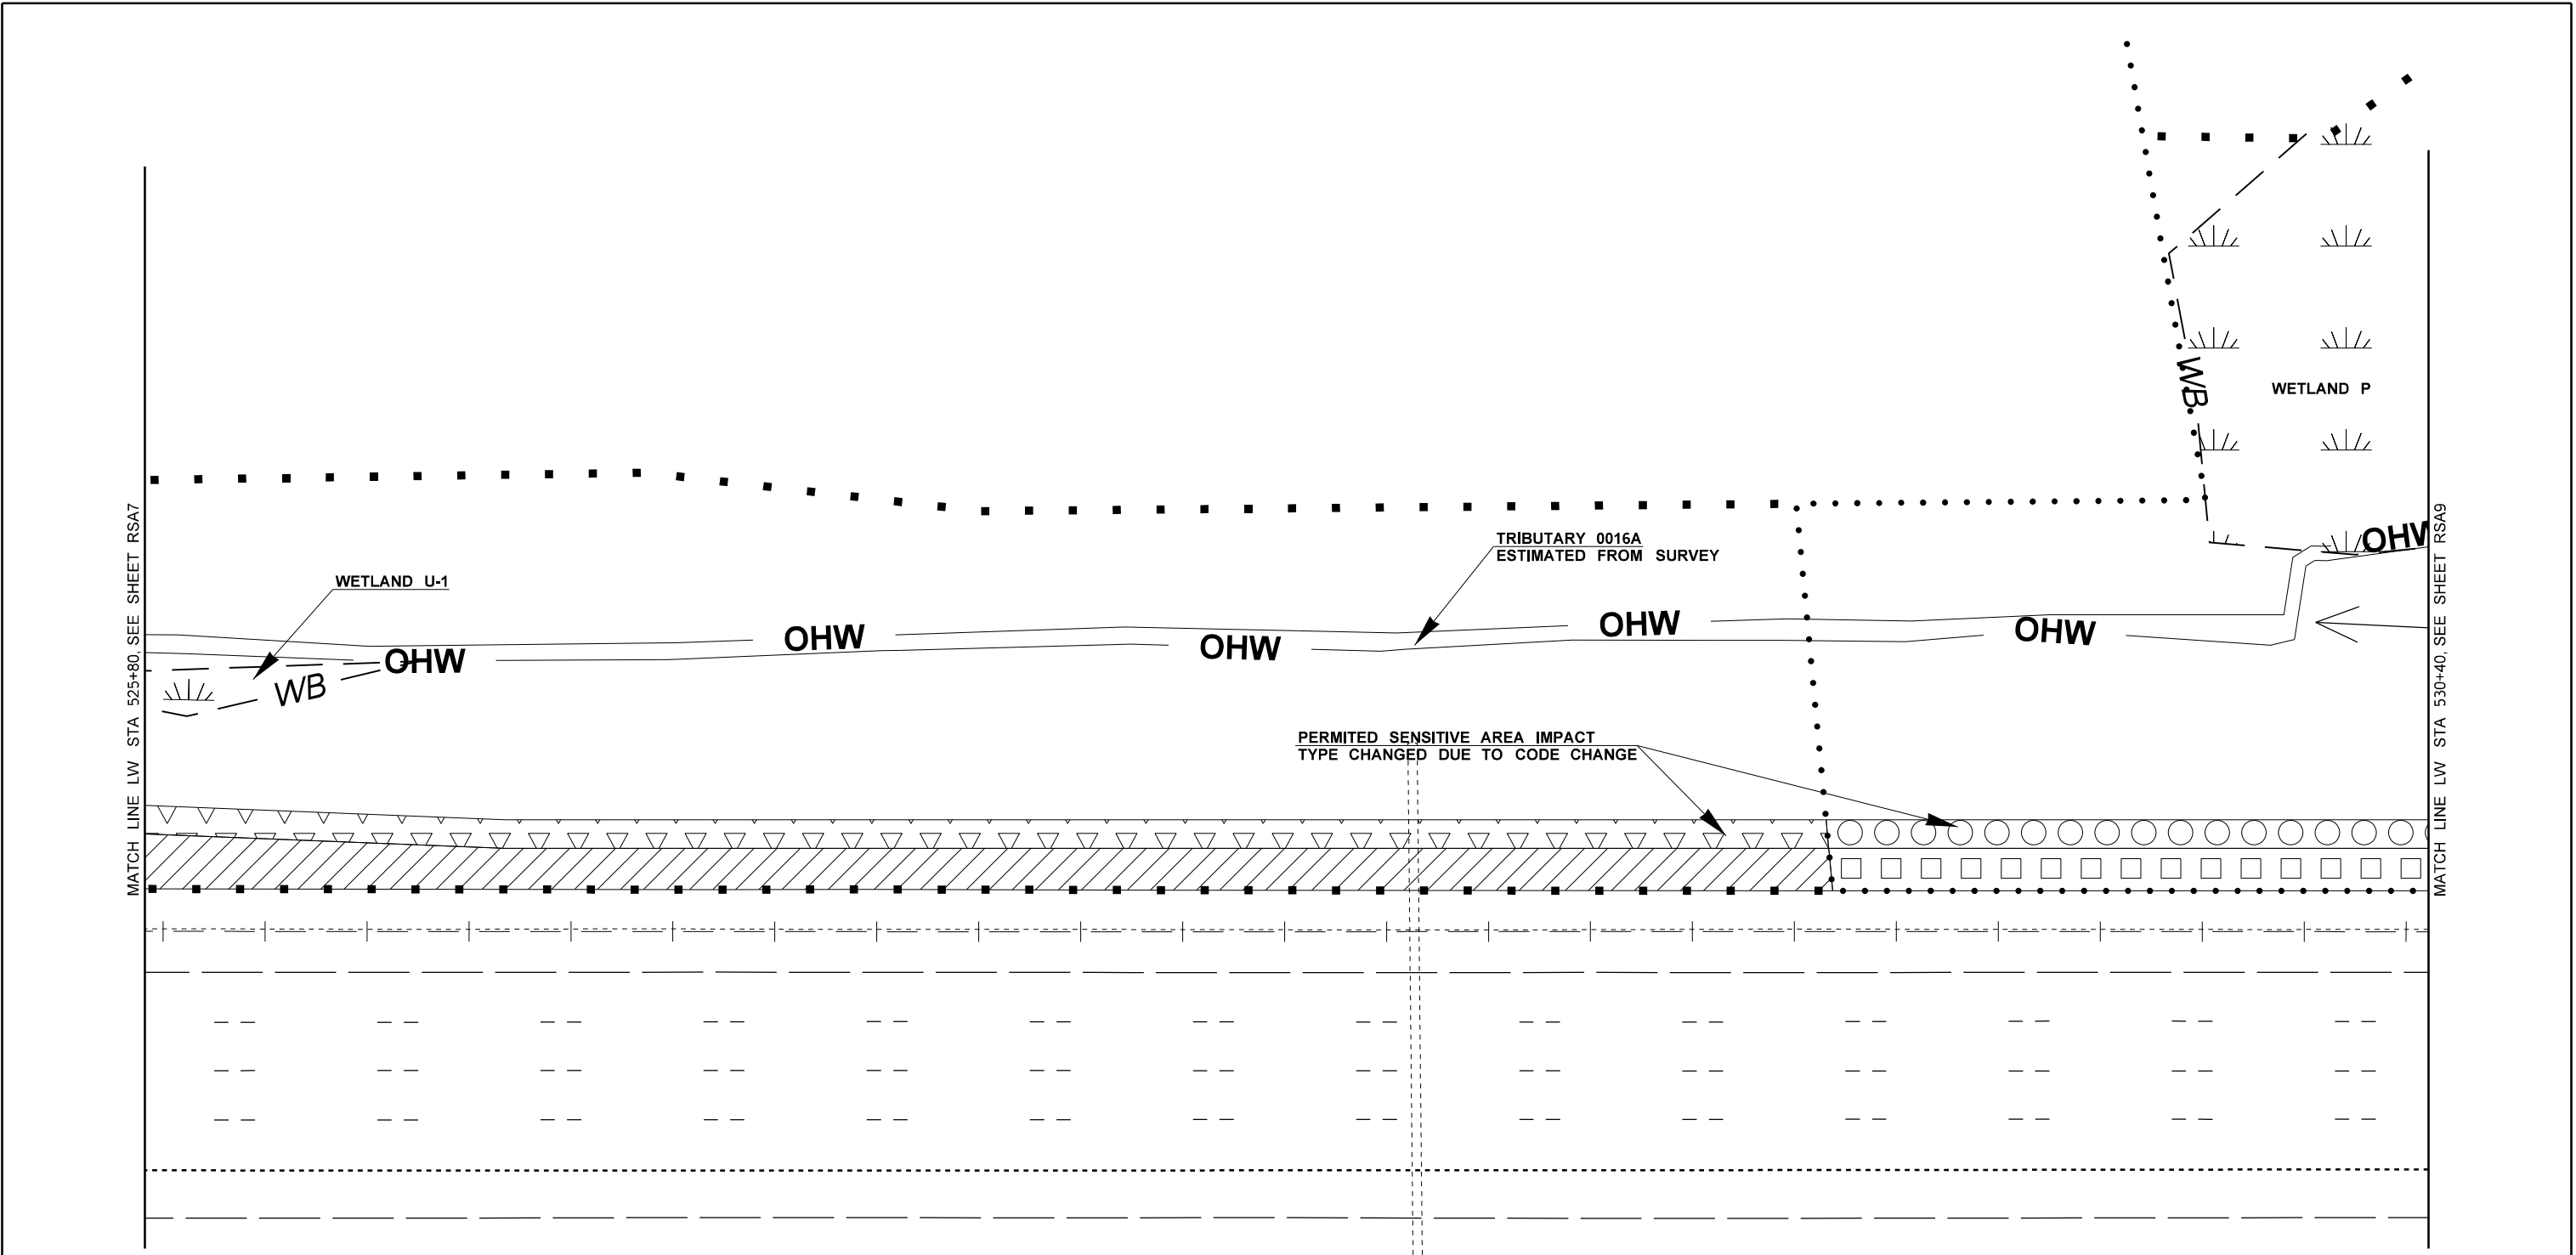 WB
WETLAND P
TRIBUTARY 0016A
ESTIMATED FROM SURVEY
OHW
WETLAND U-1
OHW
OHW
OHW
OHW
OHW
WB
PERMITED SENSITIVE AREA IMPACT
TYPE CHANGED DUE TO CODE CHANGE
MATCH LINE LW STA 525+80, SEE SHEET RSA7
MATCH LINE LW STA 530+40, SEE SHEET RSA9